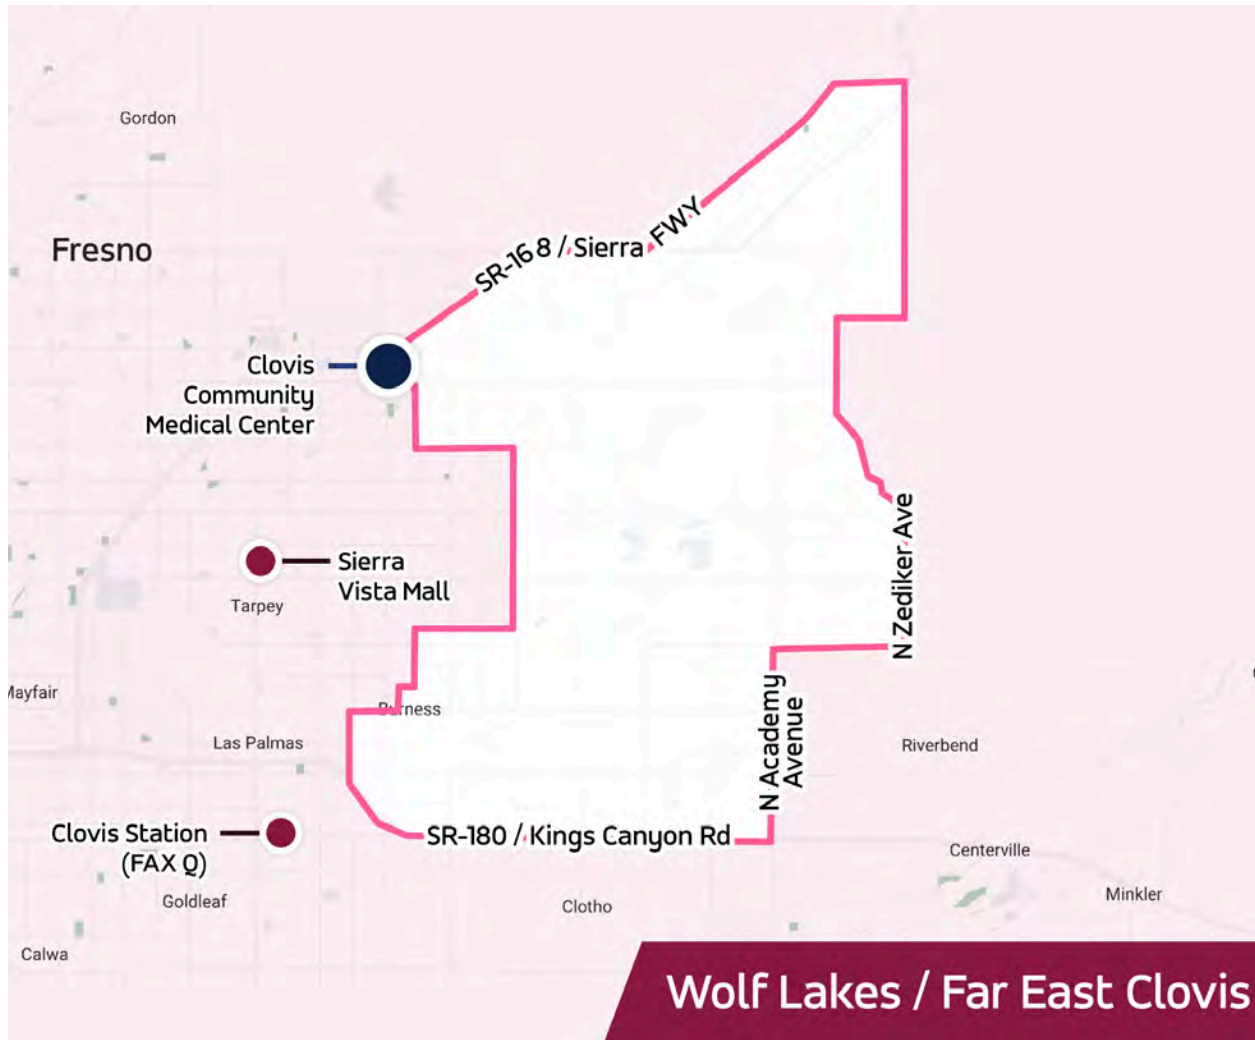 Gordon
Fresno
SR-168 / Sierra FWY
Clovis
Community
Medical Center
Sierra
Vista Mall
Tarpey
N Zediker Ave
Mayfair
Burness
N Academy
Avenue
Las Palmas
Riverbend
Clovis Station
(FAX Q)
SR-180 / Kings Canyon Rd
Centerville
Goldleaf
Clotho
Minkler
Calwa
Wolf Lakes / Far East Clovis